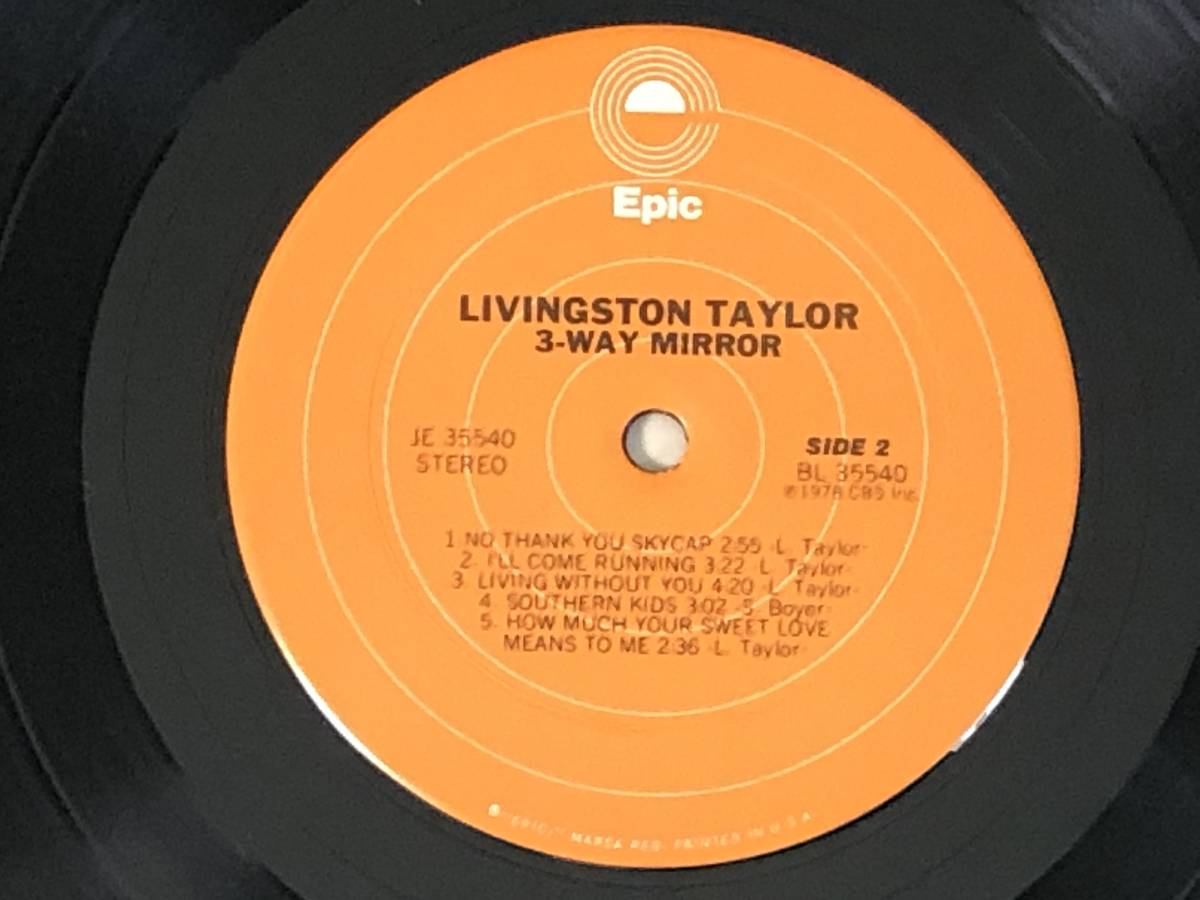 Epic
LIVINGSTON TAYLOR
3-WAY MIRROR
JE 35540
STEREO
SIDE 2
BL 35540
℗ 1978 CBS Inc.
1 NO THANK YOU SKYCAP 2:55 -L. Taylor-
2. I'LL COME RUNNING 3:22 -L. Taylor-
3. LIVING WITHOUT YOU 4:20 -L. Taylor-
4. SOUTHERN KIDS 3:02 -S. Boyer-
5. HOW MUCH YOUR SWEET LOVE
MEANS TO ME 2:36 -L. Taylor-
® "EPIC," MARCA REG. PRINTED IN U.S.A.